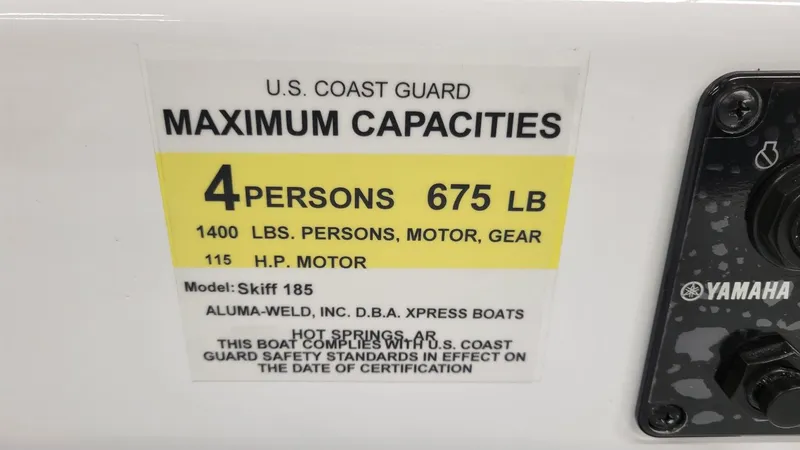 U.S. COAST GUARD
MAXIMUM CAPACITIES
4 PERSONS 675 LB
1400 LBS. PERSONS, MOTOR, GEAR
115 H.P. MOTOR
Model: Skiff 185
ALUMA-WELD, INC. D.B.A. XPRESS BOATS
HOT SPRINGS, AR
THIS BOAT COMPLIES WITH U.S. COAST
GUARD SAFETY STANDARDS IN EFFECT ON
THE DATE OF CERTIFICATION
YAMAHA